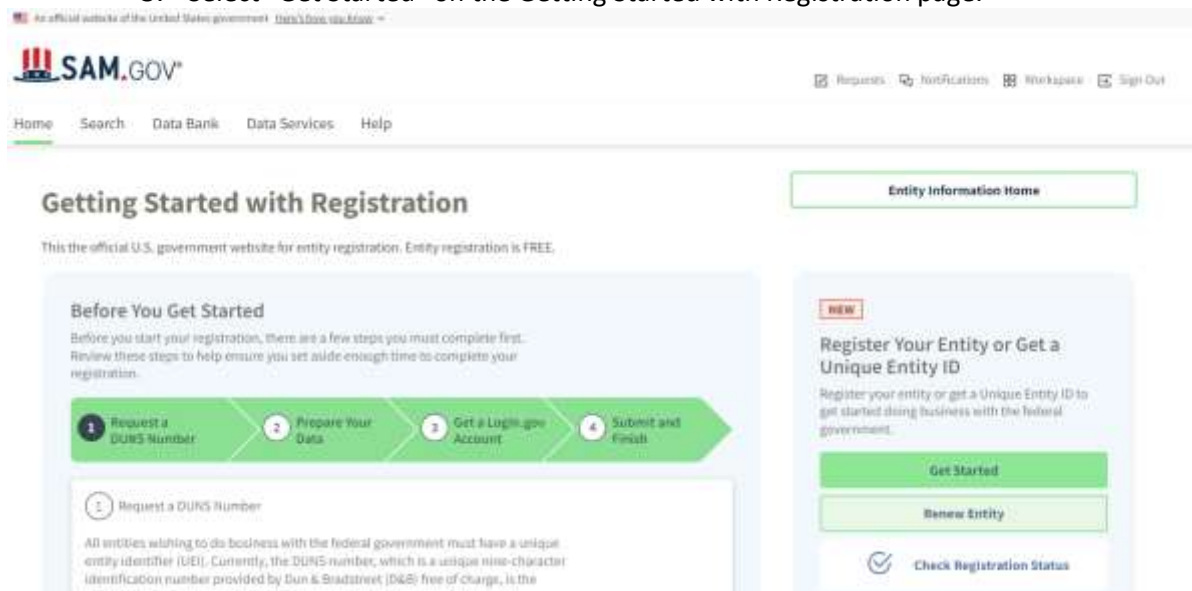 Select "Get Started" on the Getting Started with Registration page.
An official website of the United States government Here's how you know
SAM.GOV®
Requests Notifications Workspace Sign Out
Home Search Data Bank Data Services Help
Getting Started with Registration
Entity Information Home
This the official U.S. government website for entity registration. Entity registration is FREE.
Before You Get Started
Before you start your registration, there are a few steps you must complete first.
Review these steps to help ensure you set aside enough time to complete your
registration.
1 Request a
DUNS Number
2 Prepare Your
Data
3 Get a Login.gov
Account
4 Submit and
Finish
1 Request a DUNS Number
All entities wishing to do business with the federal government must have a unique
entity identifier (UEI). Currently, the DUNS number, which is a unique nine-character
identification number provided by Dun & Bradstreet (D&B) free of charge, is the
NEW
Register Your Entity or Get a
Unique Entity ID
Register your entity or get a Unique Entity ID to
get started doing business with the federal
government.
Get Started
Renew Entity
Check Registration Status